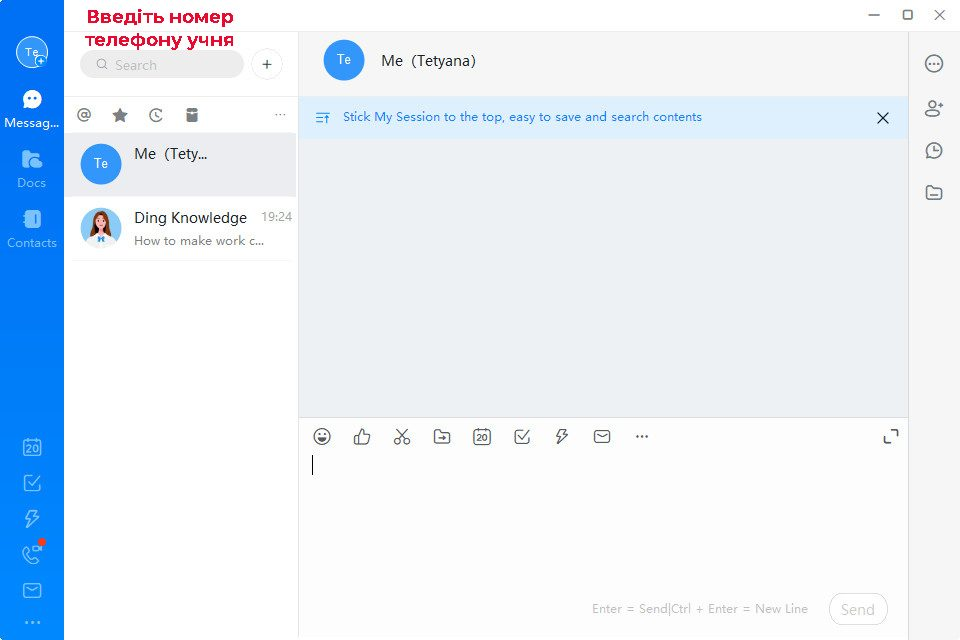 Введіть номер
телефону учня
Te
Search
+
Messag...
Docs
Contacts
20
Te
Me (Tety...
Ding Knowledge 19:24
How to make work c...
Te
Me (Tetyana)
Stick My Session to the top, easy to save and search contents
20
Enter = Send|Ctrl + Enter = New Line
Send